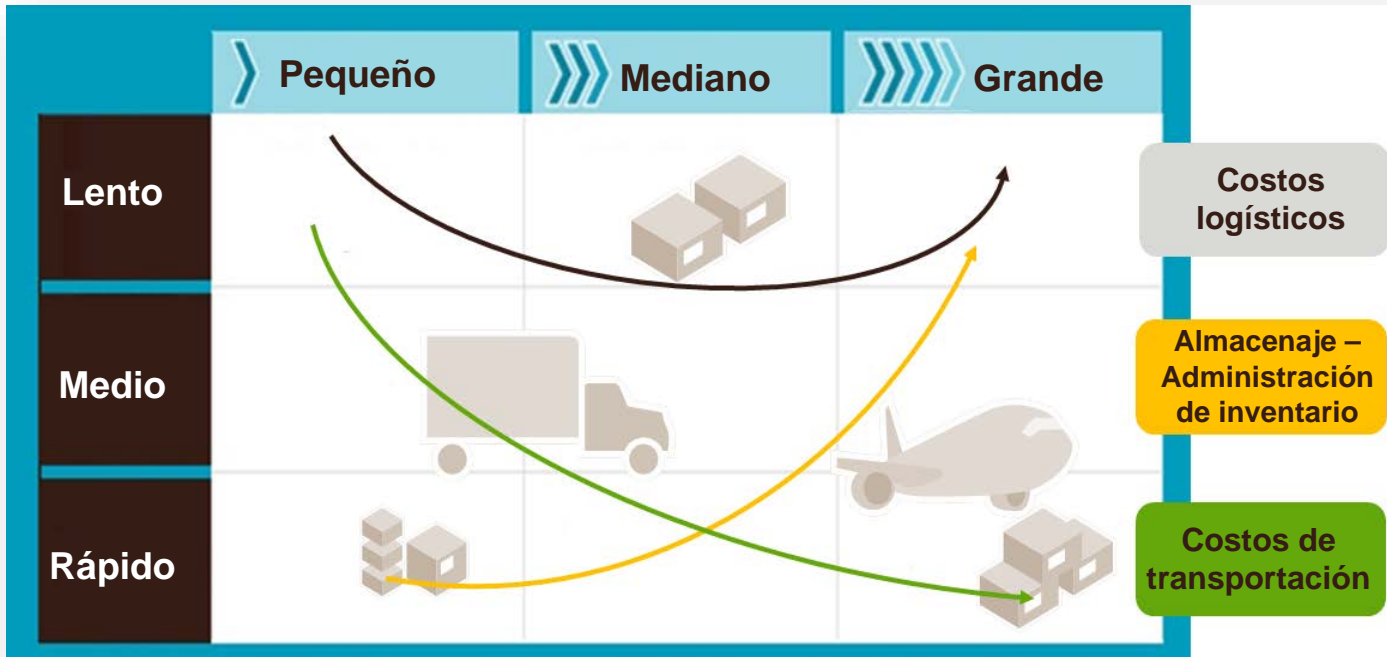 Pequeño
Mediano
Grande
Lento
Medio
Rápido
Costos
logísticos
Almacenaje –
Administración
de inventario
Costos de
transportación